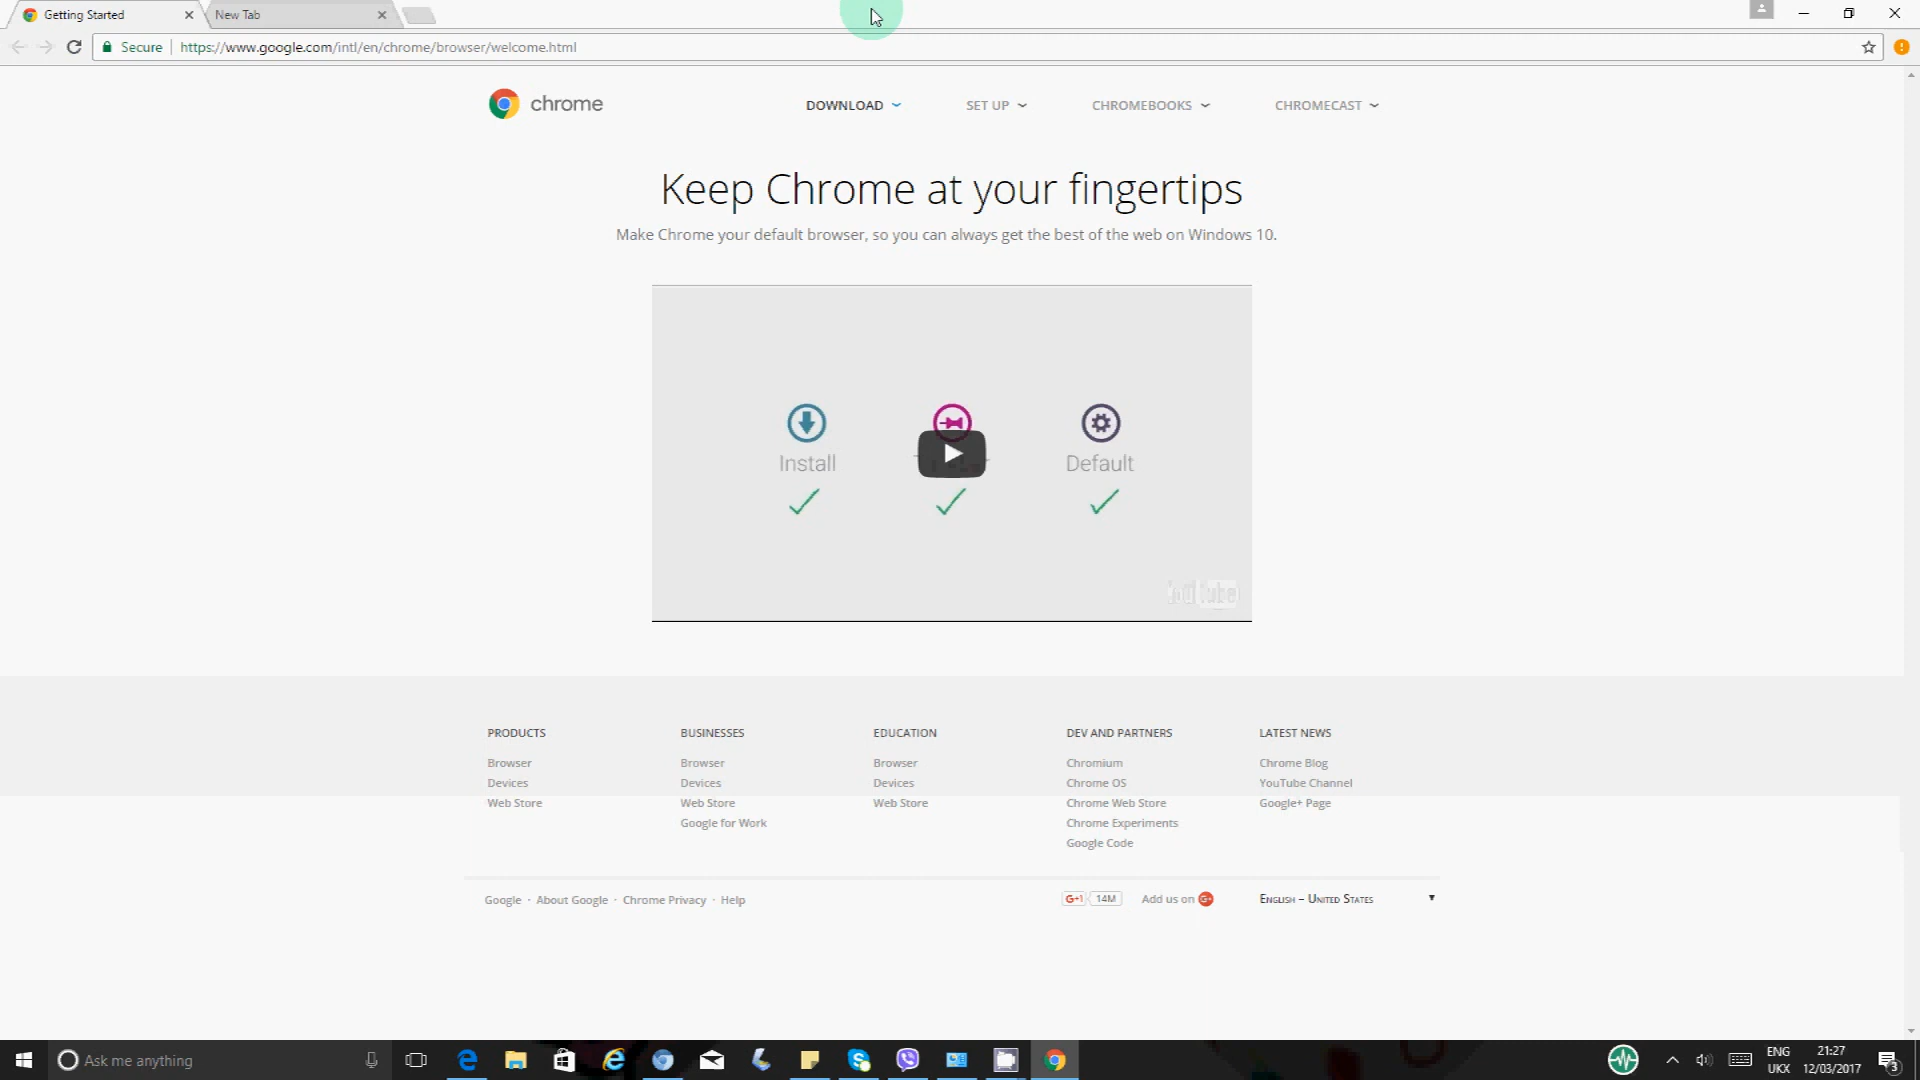 Getting Started
New Tab
Secure
https://www.google.com/intl/en/chrome/browser/welcome.html
chrome
DOWNLOAD
SET UP
CHROMEBOOKS
CHROMECAST
Keep Chrome at your fingertips
Make Chrome your default browser, so you can always get the best of the web on Windows 10.
Install
Default
YouTube
PRODUCTS
Browser
Devices
Web Store
BUSINESSES
Browser
Devices
Web Store
Google for Work
EDUCATION
Browser
Devices
Web Store
DEV AND PARTNERS
Chromium
Chrome OS
Chrome Web Store
Chrome Experiments
Google Code
LATEST NEWS
Chrome Blog
YouTube Channel
Google+ Page
Google · About Google · Chrome Privacy · Help
G+1 14M
Add us on G+
English – United States
Ask me anything
ENG
UKX
21:27
12/03/2017
3